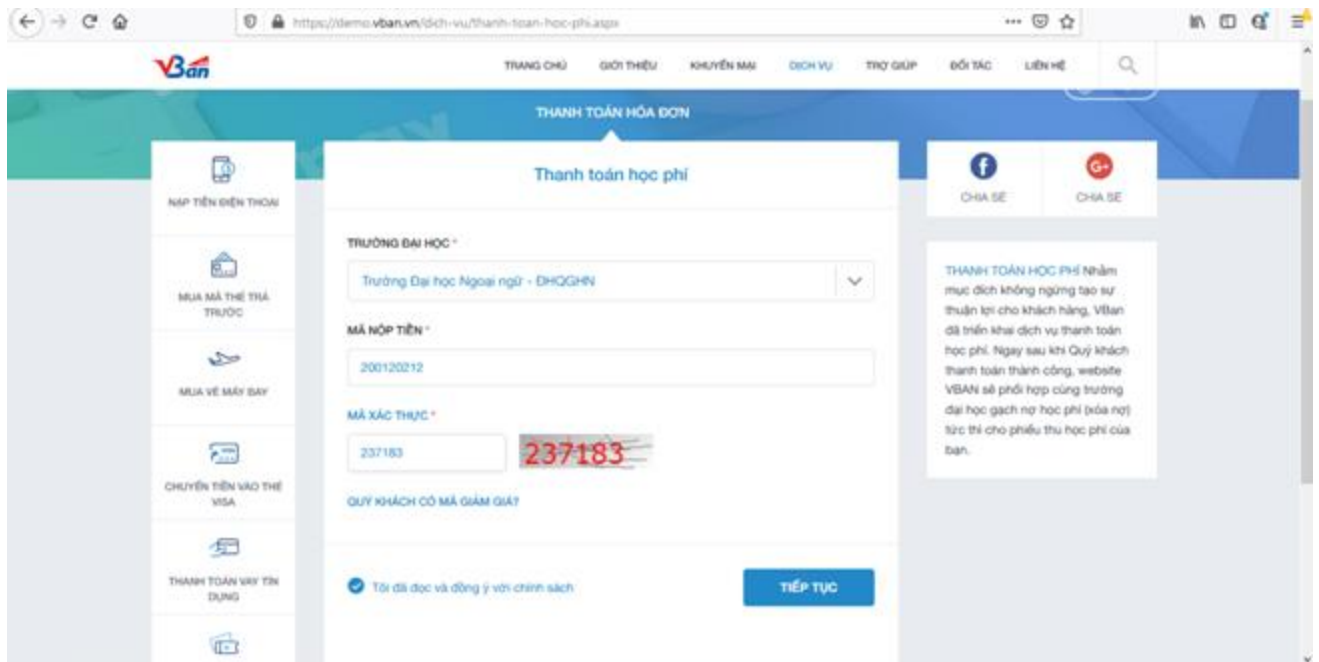 https://demo.vban.vn/dich-vu/thanh-toan-hoc-phi.aspx
VBan
TRANG CHỦ GIỚI THIỆU KHUYẾN MẠI DỊCH VỤ TRỢ GIÚP ĐỐI TÁC LIÊN HỆ
THANH TOÁN HÓA ĐƠN
NẠP TIỀN ĐIỆN THOẠI
MUA MÃ THẺ TRẢ
TRƯỚC
MUA VÉ MÁY BAY
CHUYỂN TIỀN VÀO THẺ
VISA
THANH TOÁN VAY TÍN
DỤNG
Thanh toán học phí
TRƯỜNG ĐẠI HỌC *
Trường Đại học Ngoại ngữ - ĐHQGHN
MÃ NỘP TIỀN *
200120212
MÃ XÁC THỰC *
237183
237183
QUÝ KHÁCH CÓ MÃ GIẢM GIÁ?
Tôi đã đọc và đồng ý với chính sách
TIẾP TỤC
f G+
CHIA SẺ CHIA SẺ
THANH TOÁN HỌC PHÍ Nhằm
mục đích không ngừng tạo sự
thuận lợi cho khách hàng, VBan
đã triển khai dịch vụ thanh toán
học phí. Ngay sau khi Quý khách
thanh toán thành công, website
VBAN sẽ phối hợp cùng trường
đại học gạch nợ học phí (xóa nợ)
tức thì cho phiếu thu học phí của
bạn.